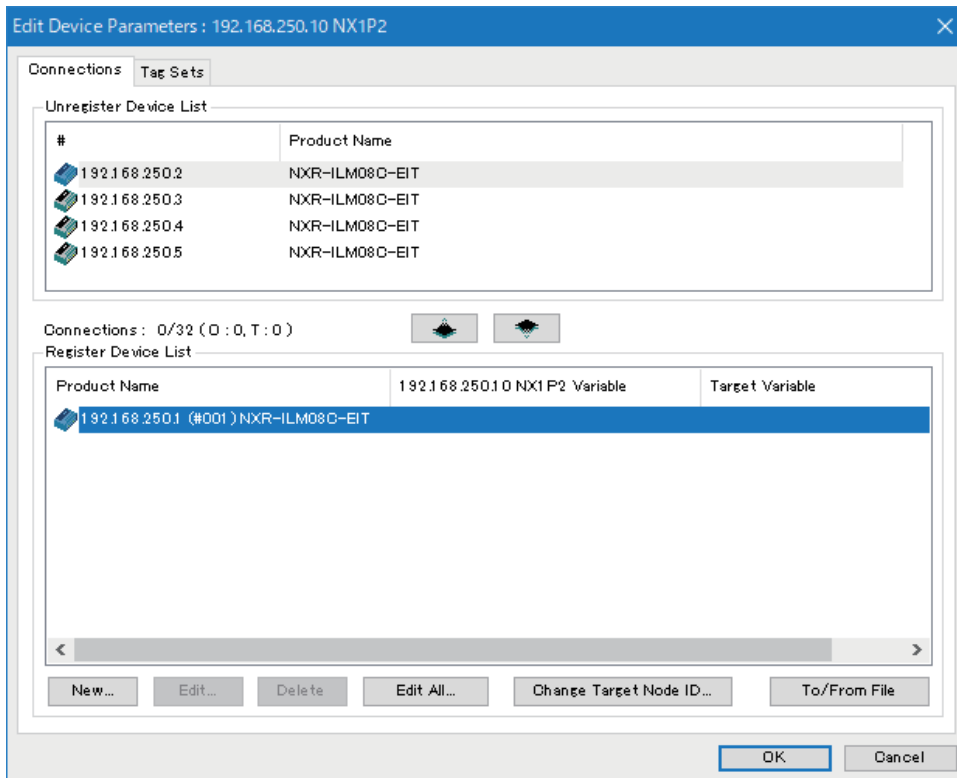 Edit Device Parameters : 192.168.250.10 NX1P2
Connections Tag Sets
Unregister Device List
# Product Name
192.168.250.2 NXR-ILM08C-EIT
192.168.250.3 NXR-ILM08C-EIT
192.168.250.4 NXR-ILM08C-EIT
192.168.250.5 NXR-ILM08C-EIT
Connections : 0/32 ( O : 0, T : 0 )
Register Device List
Product Name 192.168.250.10 NX1P2 Variable Target Variable
192.168.250.1 (#001) NXR-ILM08C-EIT
New... Edit... Delete Edit All... Change Target Node ID... To/From File
OK Cancel